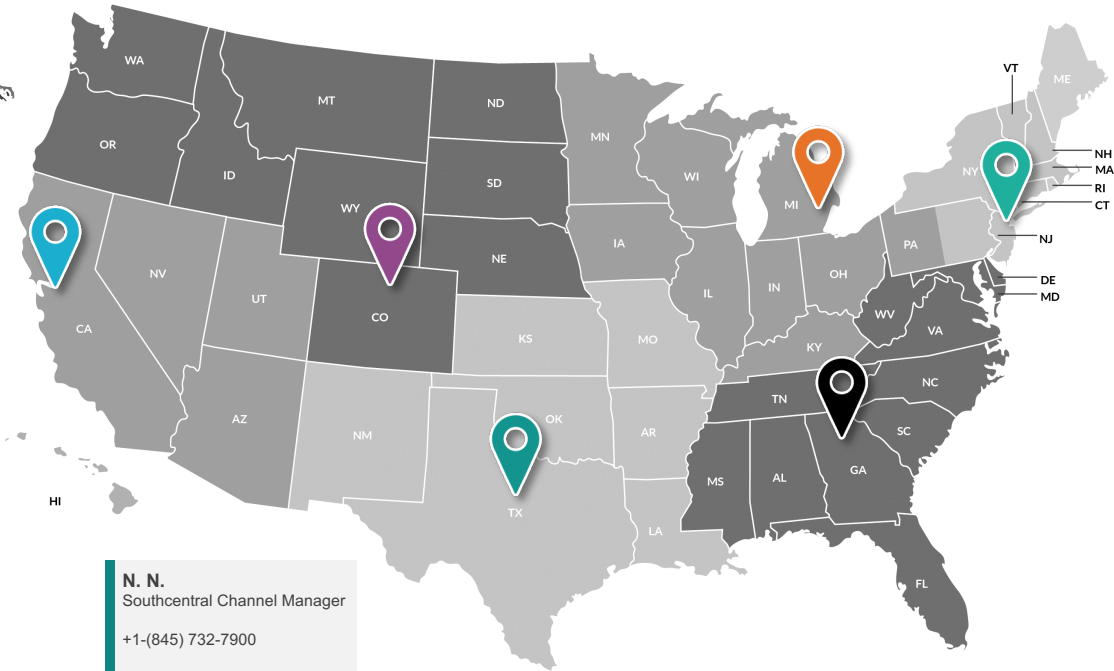 WA
MT
ND
MN
VT
ME
OR
ID
SD
WI
NH
NY
MA
RI
CT
WY
MI
NJ
IA
PA
NE
NV
UT
CO
IL
IN
OH
DE
MD
WV
VA
CA
KS
MO
KY
AZ
NM
OK
AR
TN
NC
SC
MS
AL
GA
TX
LA
HI
FL
N. N.
Southcentral Channel Manager
+1-(845) 732-7900